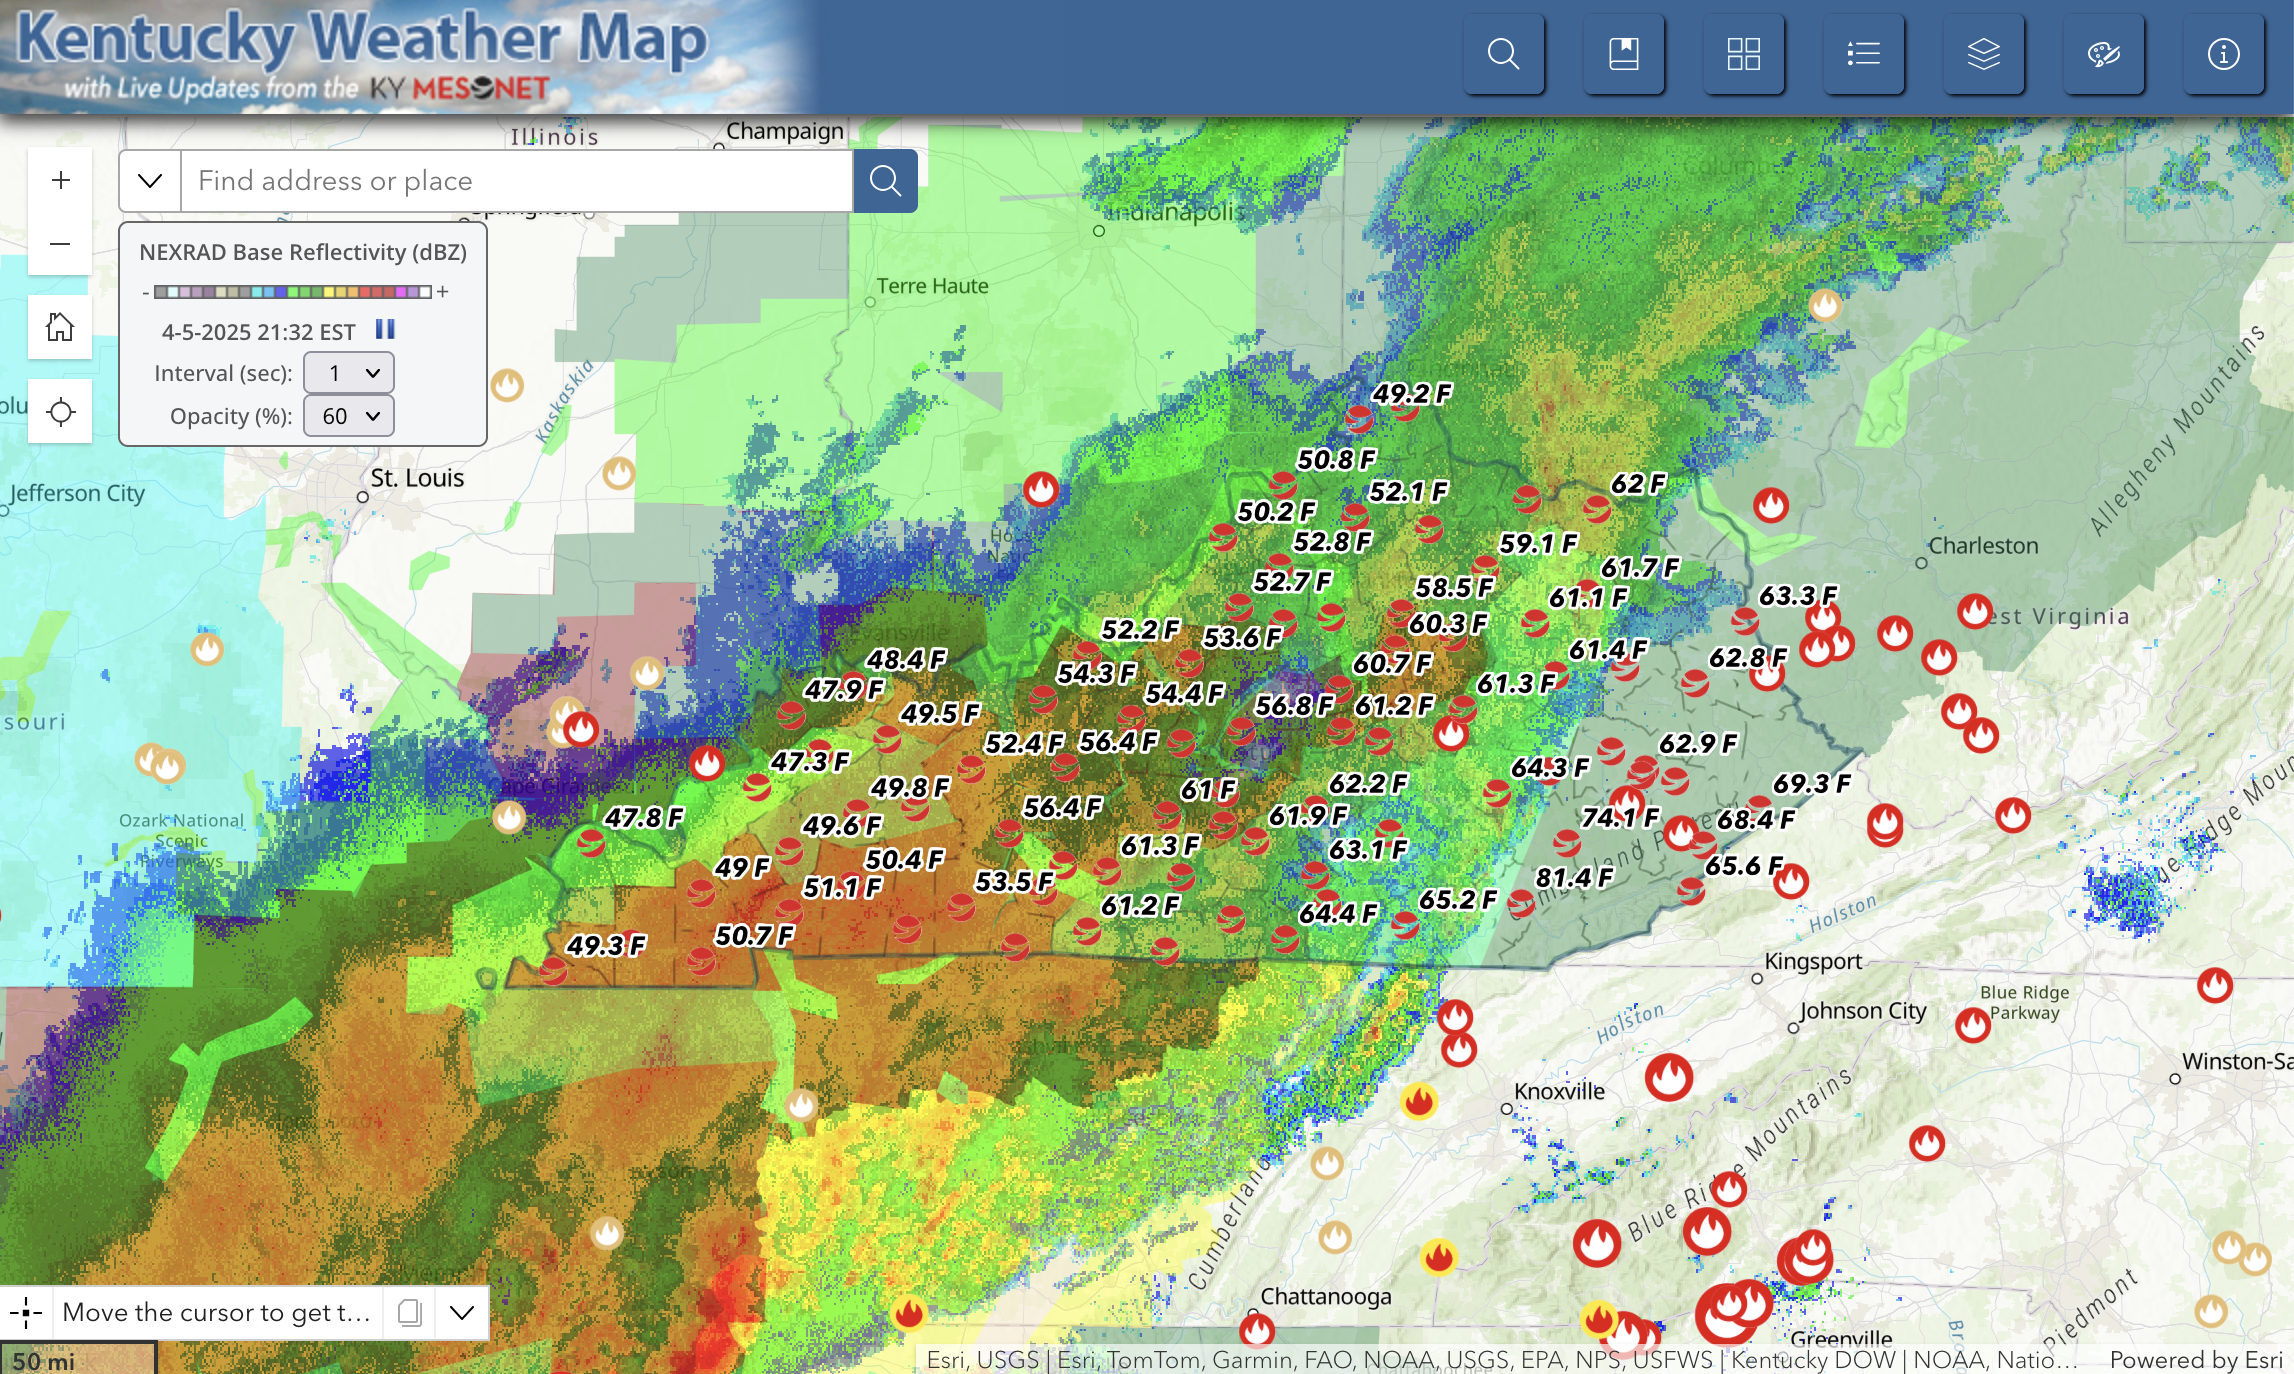 Kentucky Weather Map
with Live Updates from the KY MESONET
Illinois
Champaign
Find address or place
Indianapolis
NEXRAD Base Reflectivity (dBZ)
- +
4-5-2025 21:32 EST
Interval (sec): 1
Opacity (%): 60
Terre Haute
Kaskaskia
Allegheny Mountains
St. Louis
Jefferson City
Charleston
49.2 F
50.8 F
52.1 F
62 F
50.2 F
52.8 F
59.1 F
52.7 F
58.5 F
61.7 F
61.1 F
63.3 F
est Virginia
52.2 F
53.6 F
60.3 F
Evansville
48.4 F
54.3 F
60.7 F
61.4 F
62.8 F
47.9 F
54.4 F
56.8 F
61.2 F
61.3 F
49.5 F
souri
52.4 F
56.4 F
62.9 F
47.3 F
64.3 F
49.8 F
61 F
62.2 F
69.3 F
47.8 F
49.6 F
56.4 F
61.9 F
74.1 F
68.4 F
Ozark National
Scenic
Riverways
50.4 F
61.3 F
63.1 F
49 F
51.1 F
53.5 F
81.4 F
65.6 F
61.2 F
64.4 F
65.2 F
49.3 F
50.7 F
Holston
Kingsport
Blue Ridge
Parkway
Johnson City
Holston
Winston-Sa
Knoxville
Blue Ridge Mountains
Cumberland
Chattanooga
Piedmont
Greenville
Move the cursor to get t...
50 mi
Esri, USGS | Esri, TomTom, Garmin, FAO, NOAA, USGS, EPA, NPS, USFWS | Kentucky DOW | NOAA, Natio...
Powered by Esri